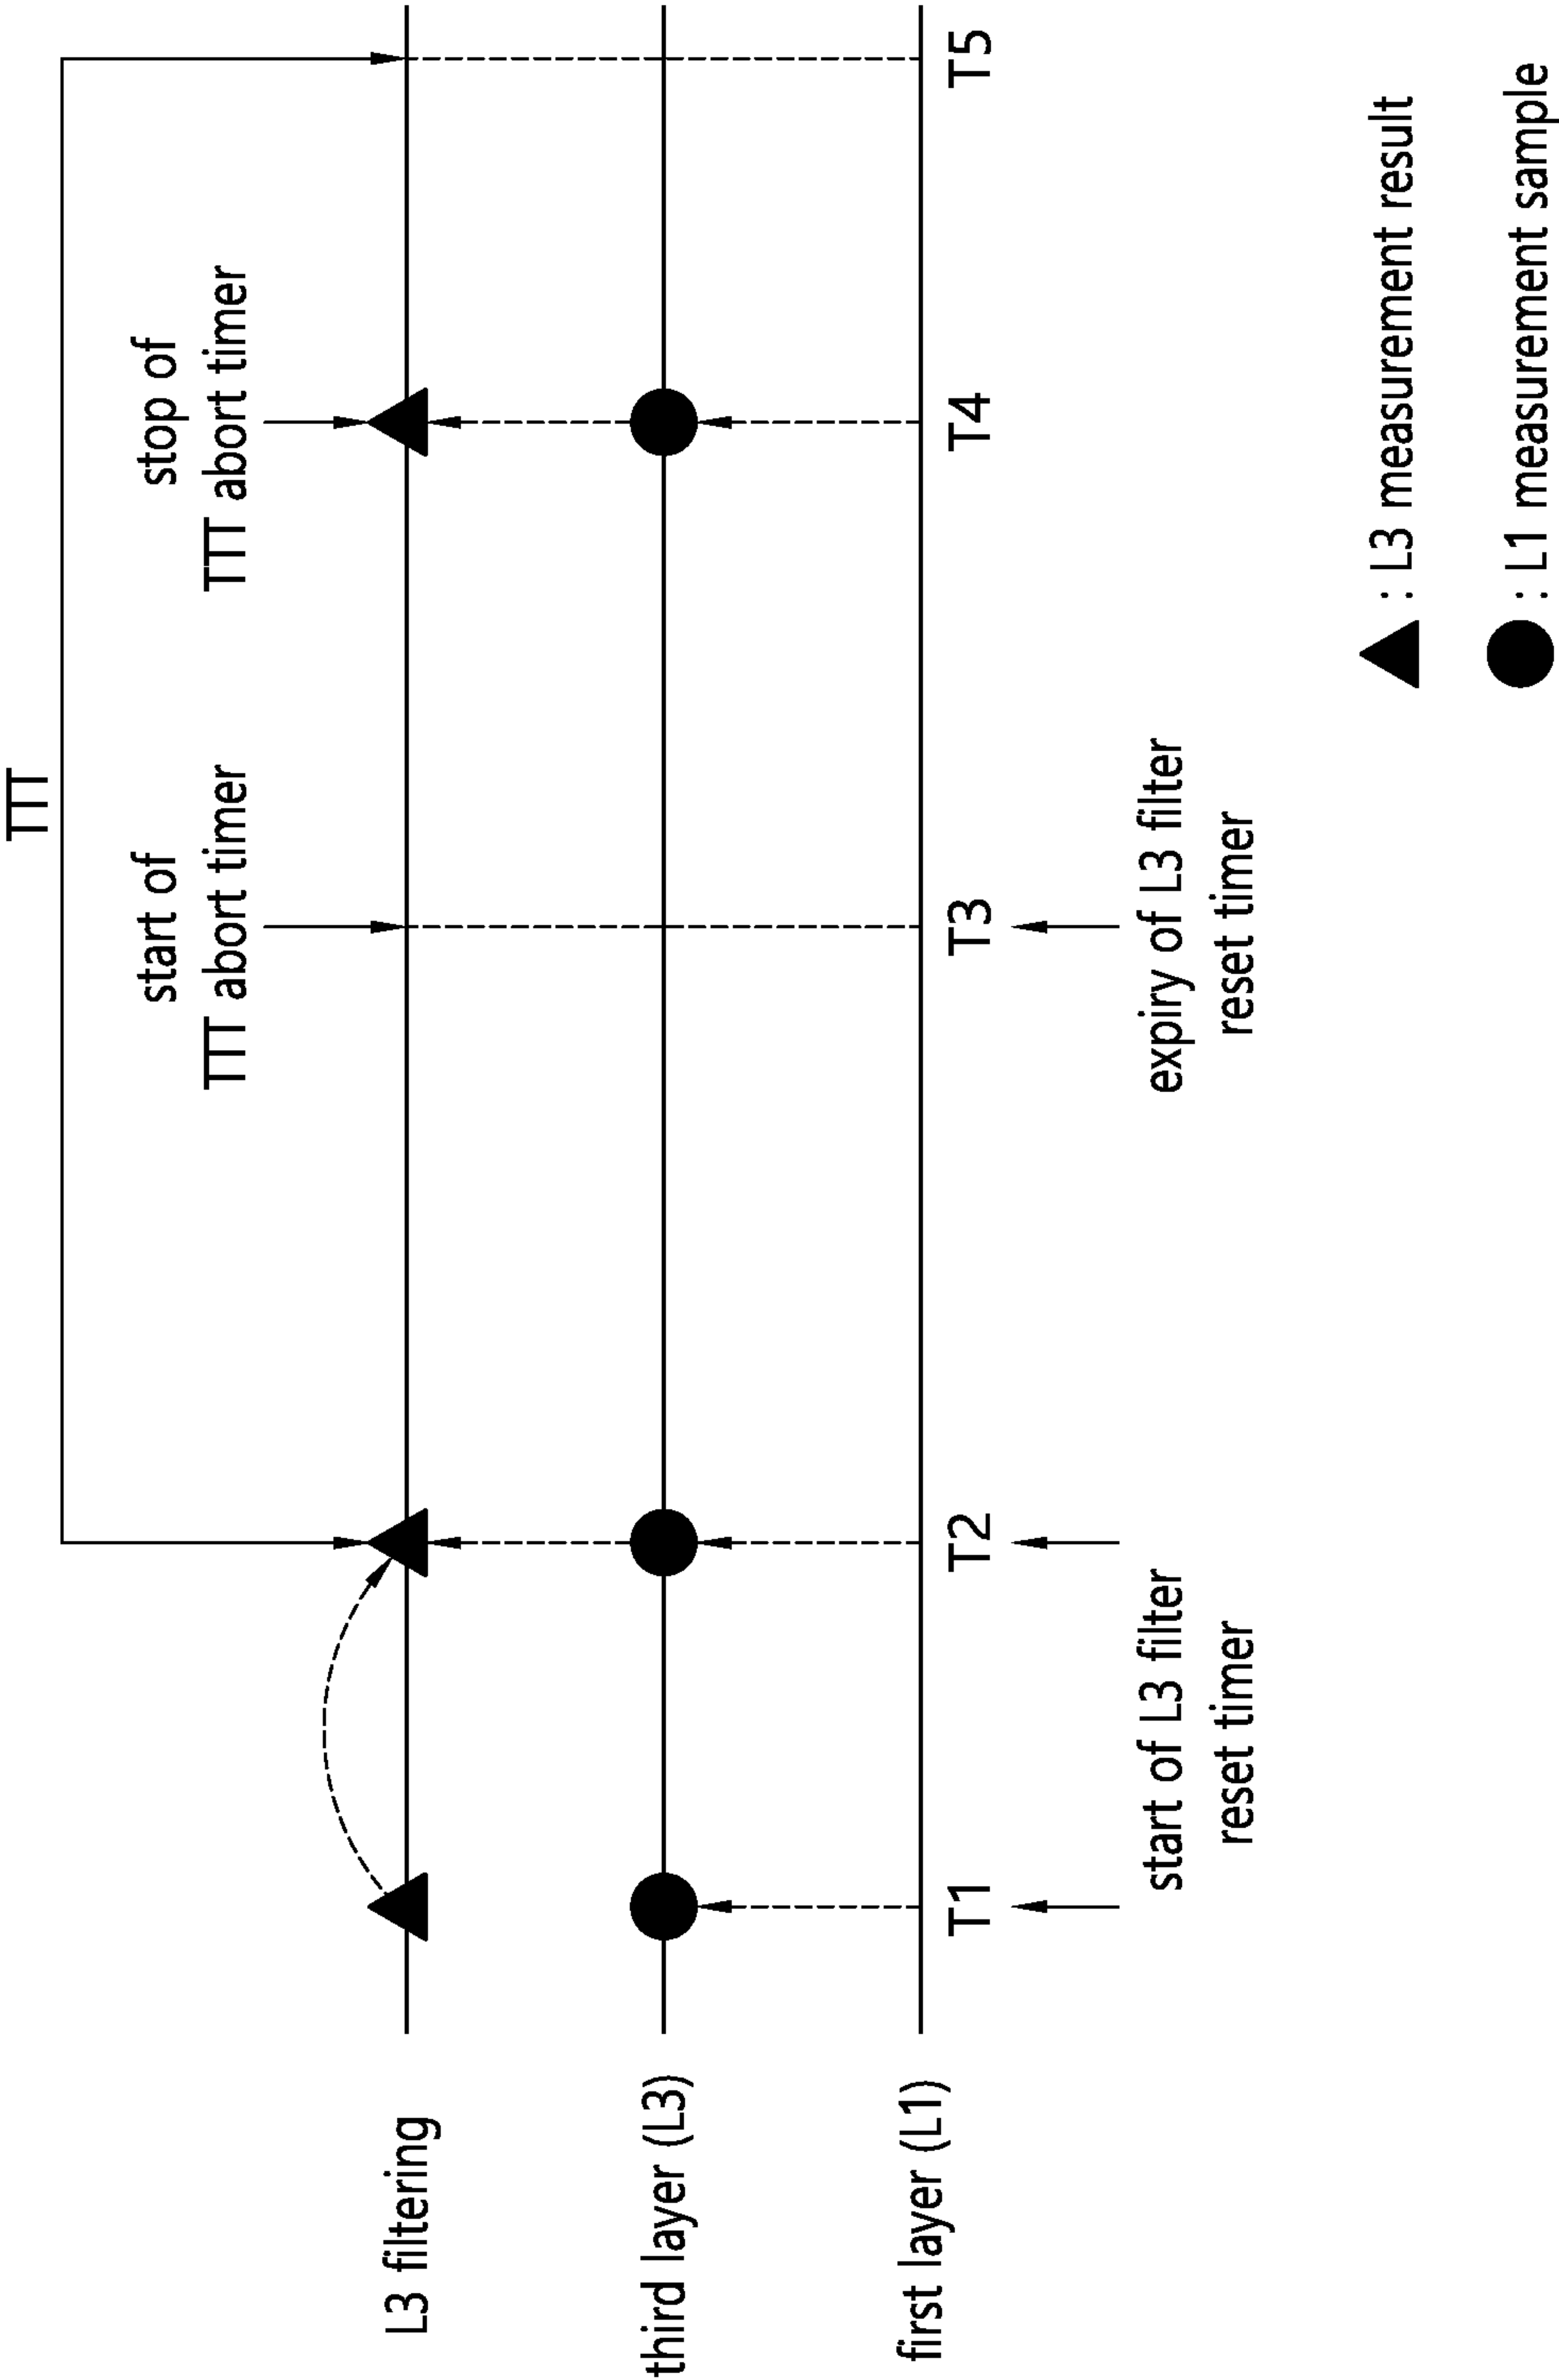 TTT
start of
TTT abort timer
stop of
TTT abort timer
L3 filtering
third layer (L3)
first layer (L1)
T1
T2
T3
T4
T5
start of L3 filter
reset timer
expiry of L3 filter
reset timer
: L3 measurement result
: L1 measurement sample